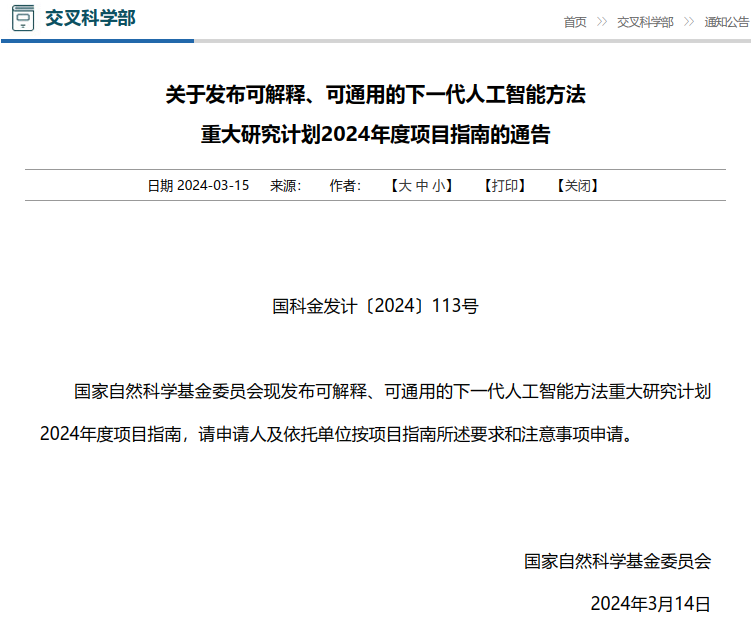 交叉科学部
首页 >> 交叉科学部 >> 通知公告
关于发布可解释、可通用的下一代人工智能方法
重大研究计划2024年度项目指南的通告
日期 2024-03-15 来源： 作者： 【大 中 小】 【打印】 【关闭】
国科金发计〔2024〕113号
国家自然科学基金委员会现发布可解释、可通用的下一代人工智能方法重大研究计划
2024年度项目指南，请申请人及依托单位按项目指南所述要求和注意事项申请。
国家自然科学基金委员会
2024年3月14日